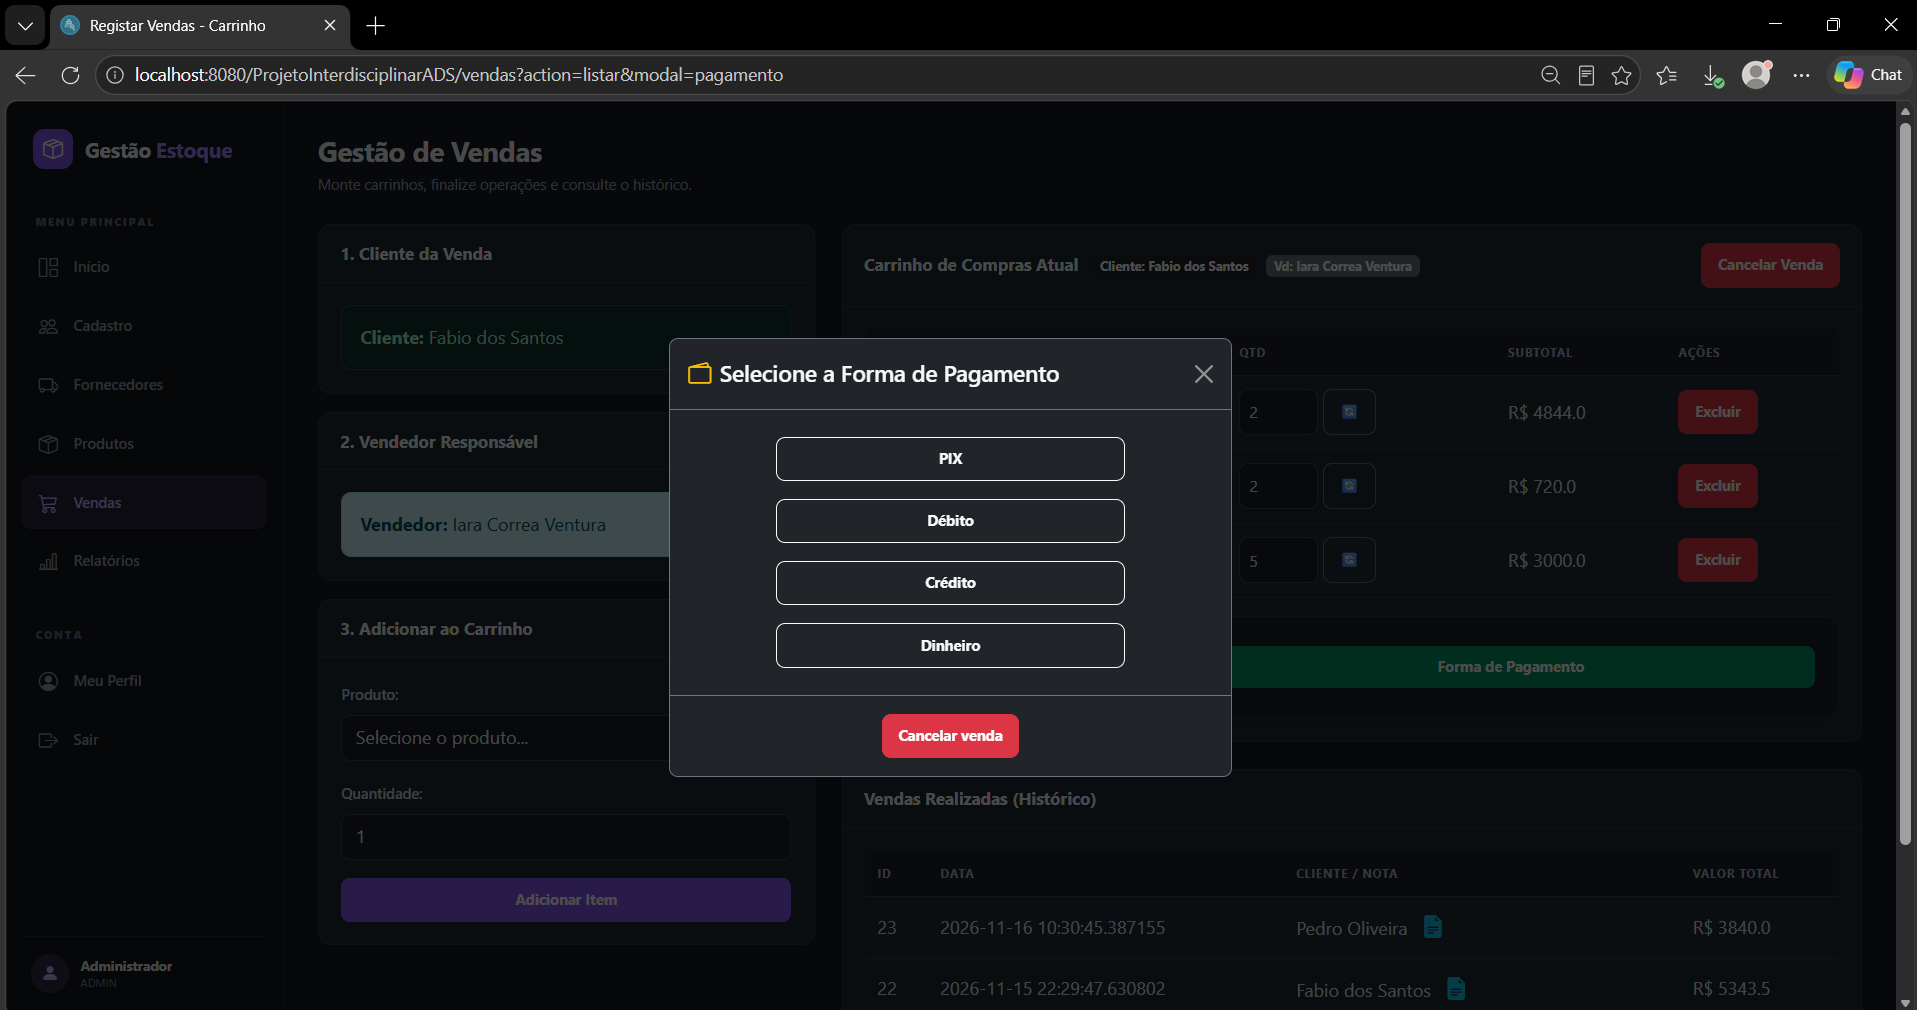 Registar Vendas - Carrinho
localhost:8080/ProjetoInterdisciplinarADS/vendas?action=listar&modal=pagamento
Chat
Gestão Estoque
MENU PRINCIPAL
Início
Cadastro
Fornecedores
Produtos
Vendas
Relatórios
CONTA
Meu Perfil
Sair
Administrador
ADMIN
Gestão de Vendas
Monte carrinhos, finalize operações e consulte o histórico.
1. Cliente da Venda
Cliente: Fabio dos Santos
2. Vendedor Responsável
Vendedor: Iara Correa Ventura
3. Adicionar ao Carrinho
Produto:
Selecione o produto...
Quantidade:
1
Adicionar Item
Carrinho de Compras Atual Cliente: Fabio dos Santos Vd: Iara Correa Ventura Cancelar Venda
QTD SUBTOTAL AÇÕES
2 R$ 4844.0 Excluir
2 R$ 720.0 Excluir
5 R$ 3000.0 Excluir
Forma de Pagamento
Selecione a Forma de Pagamento
PIX
Débito
Crédito
Dinheiro
Cancelar venda
Vendas Realizadas (Histórico)
ID DATA CLIENTE / NOTA VALOR TOTAL
23 2026-11-16 10:30:45.387155 Pedro Oliveira R$ 3840.0
22 2026-11-15 22:29:47.630802 Fabio dos Santos R$ 5343.5